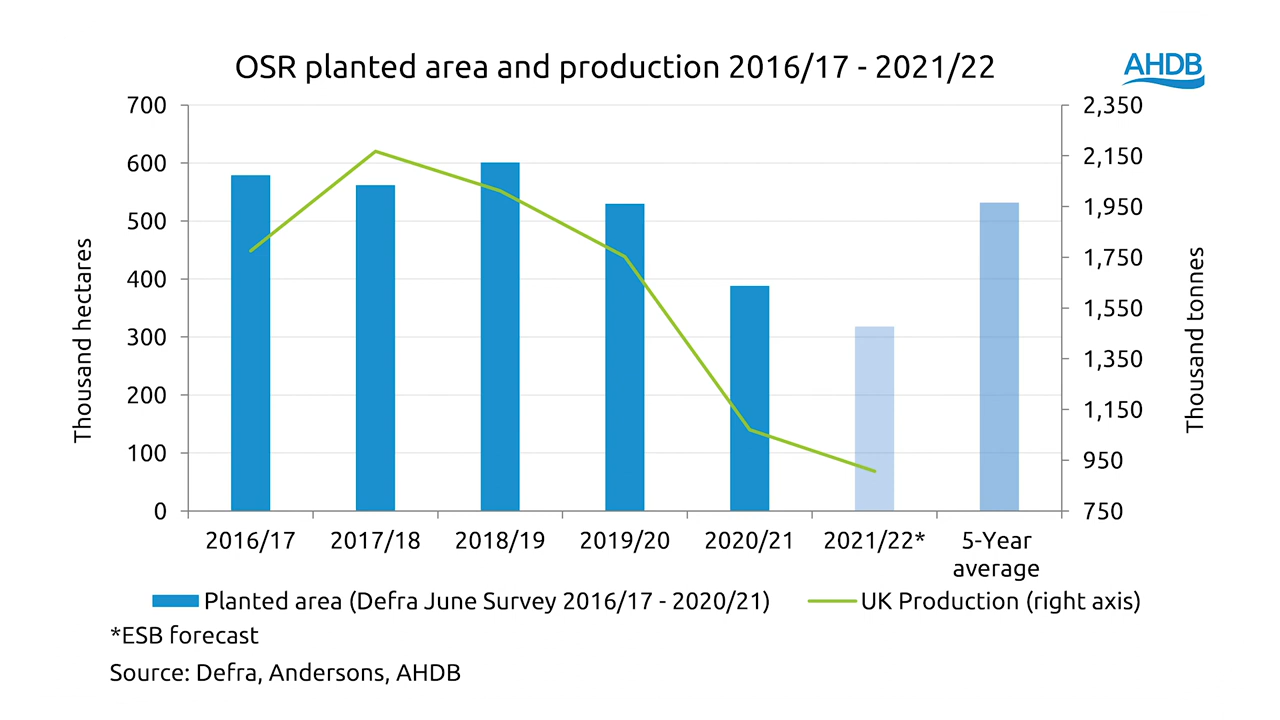 OSR planted area and production 2016/17 - 2021/22
AHDB
700
600
500
400
300
200
100
0
Thousand hectares
2,350
2,150
1,950
1,750
1,550
1,350
1,150
950
750
Thousand tonnes
2016/17
2017/18
2018/19
2019/20
2020/21
2021/22*
5-Year
average
Planted area (Defra June Survey 2016/17 - 2020/21)
UK Production (right axis)
*ESB forecast
Source: Defra, Andersons, AHDB